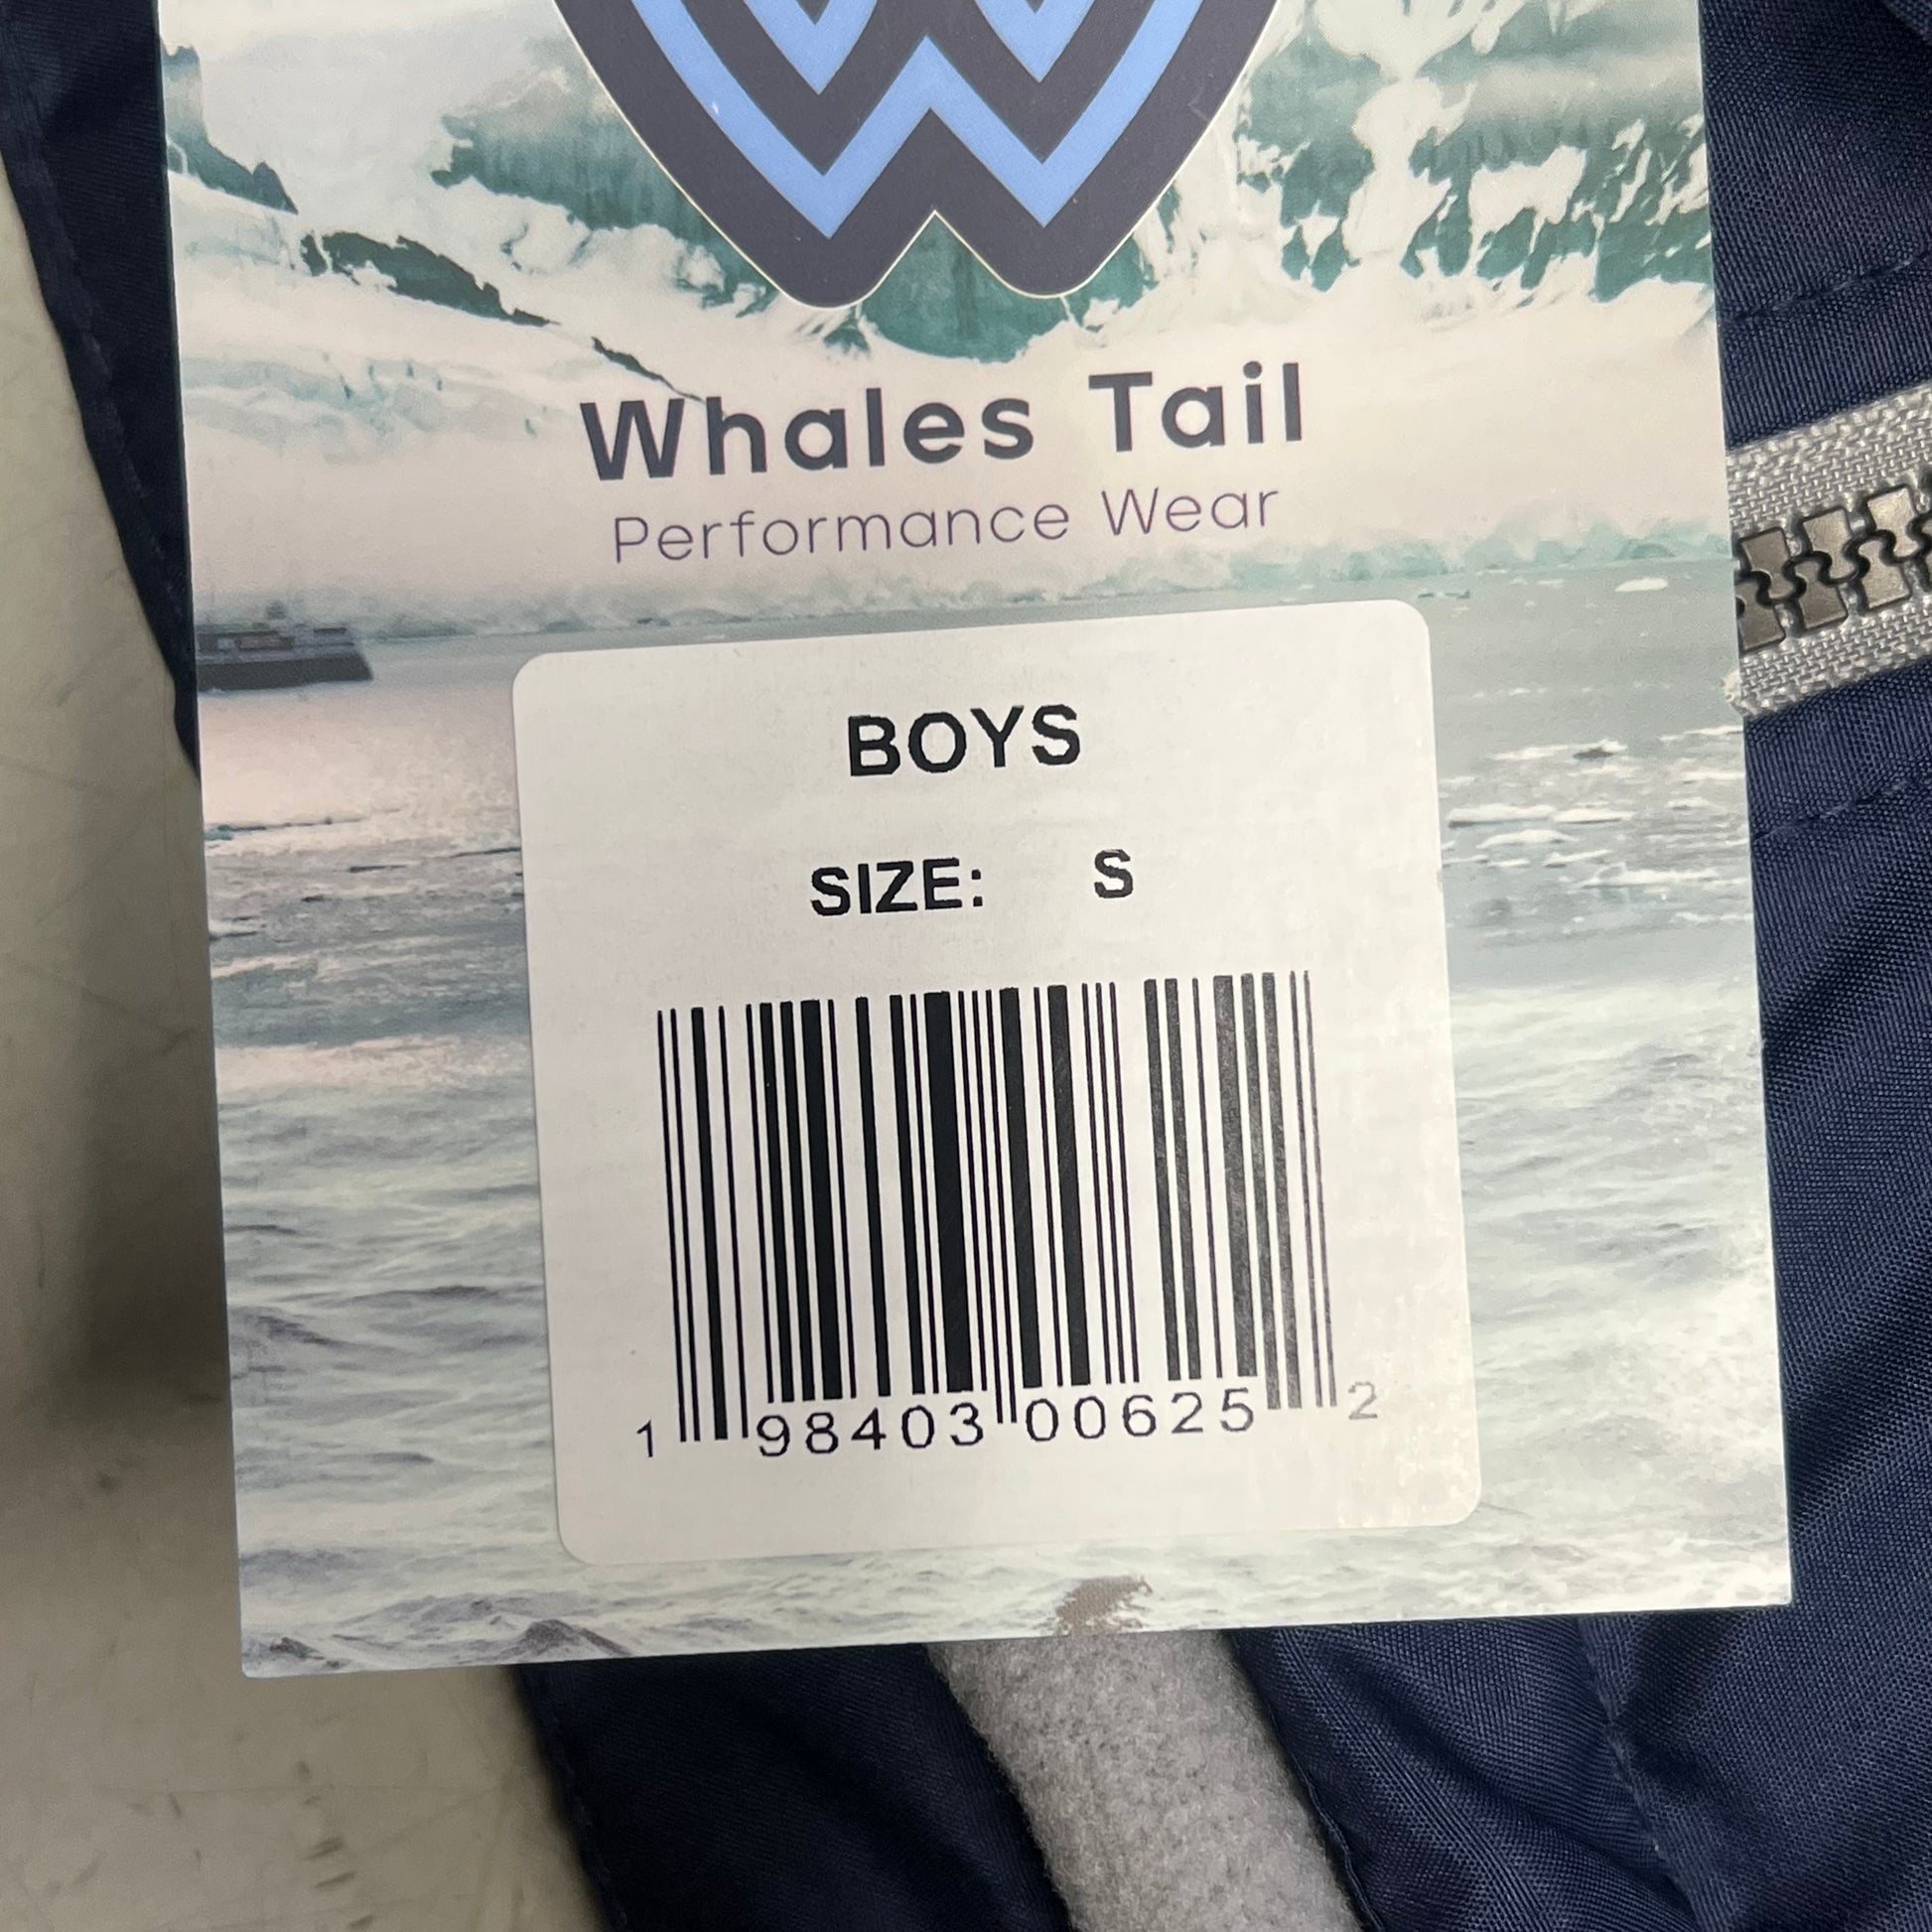 Whales Tail
Performance Wear
BOYS
SIZE: S
1 98403 00625 2